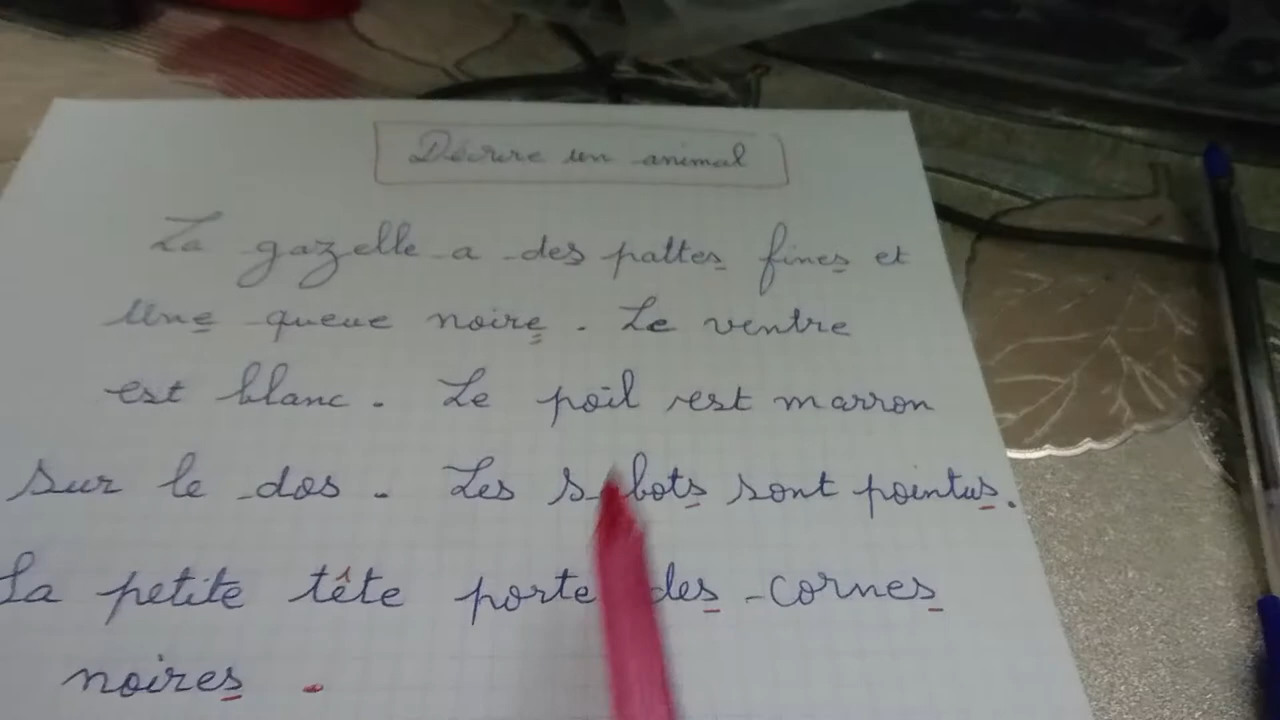 Décrire un animal
La gazelle a des pattes fines et
une queue noire. Le ventre
est blanc. Le poil est marron
sur le dos. Les sabots sont pointus.
La petite tête porte des cornes
noires.